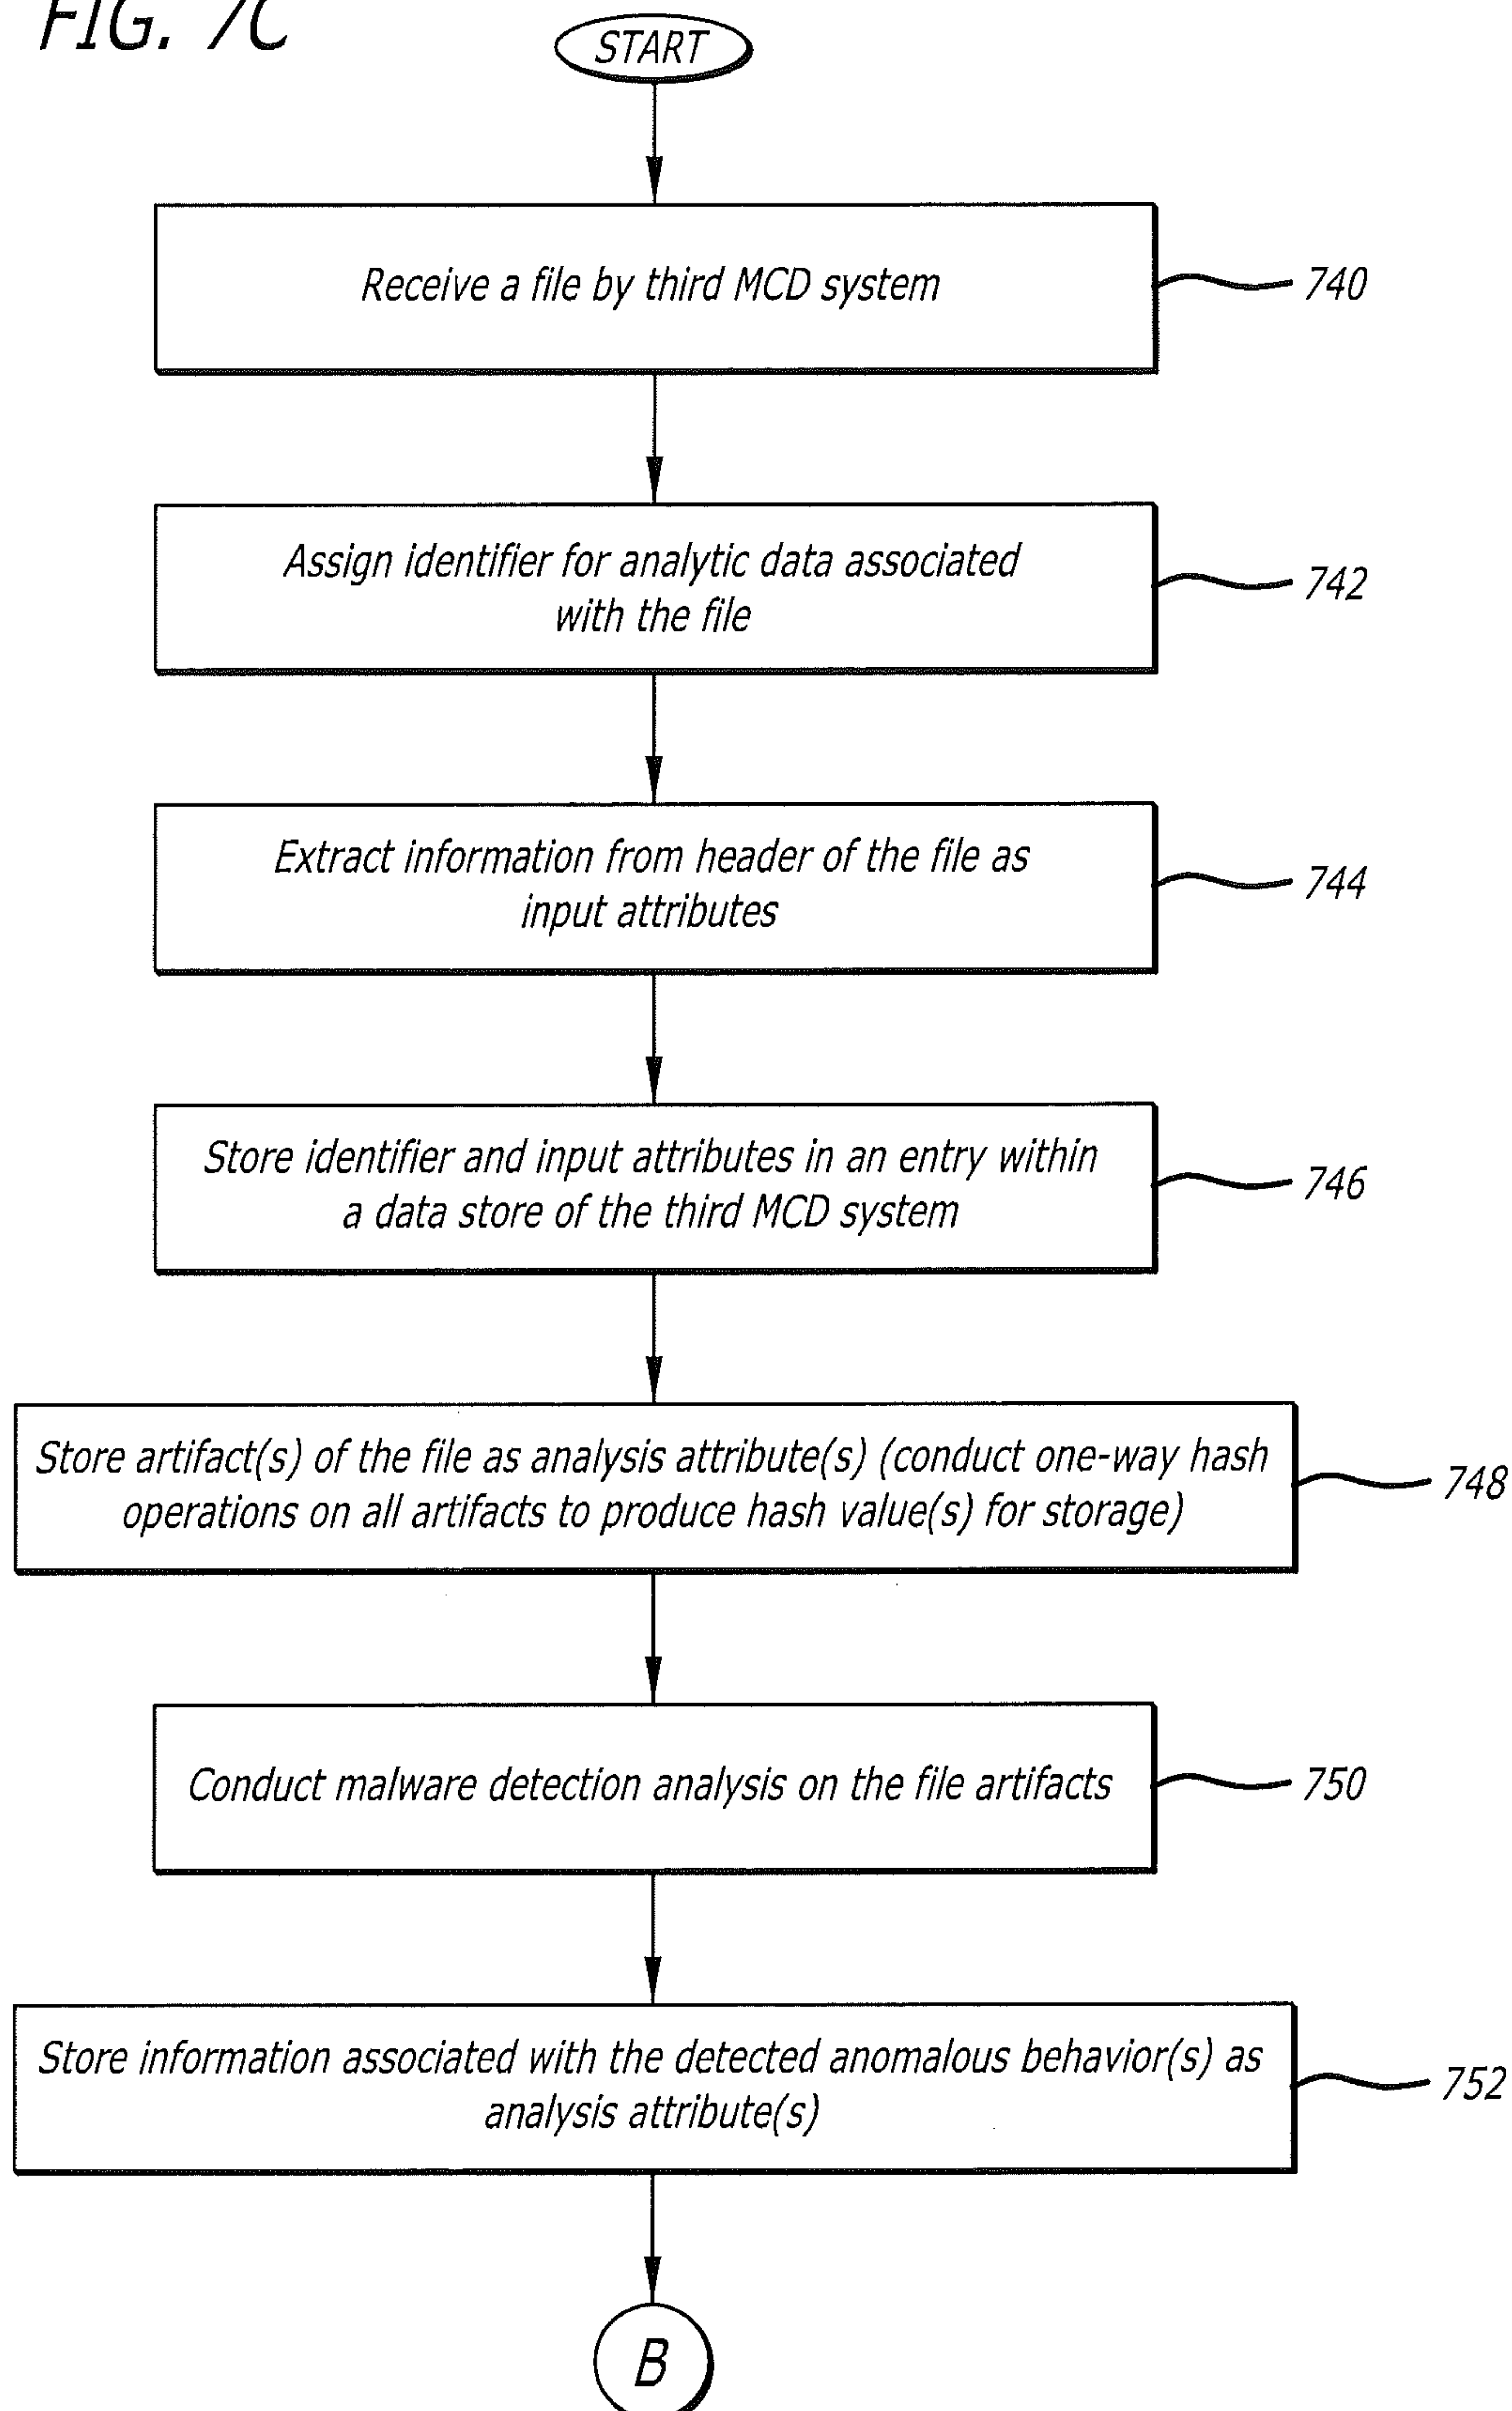 FIG. 7C
START
Receive a file by third MCD system
740
Assign identifier for analytic data associated
with the file
742
Extract information from header of the file as
input attributes
744
Store identifier and input attributes in an entry within
a data store of the third MCD system
746
Store artifact(s) of the file as analysis attribute(s) (conduct one-way hash
operations on all artifacts to produce hash value(s) for storage)
748
Conduct malware detection analysis on the file artifacts
750
Store information associated with the detected anomalous behavior(s) as
analysis attribute(s)
752
B